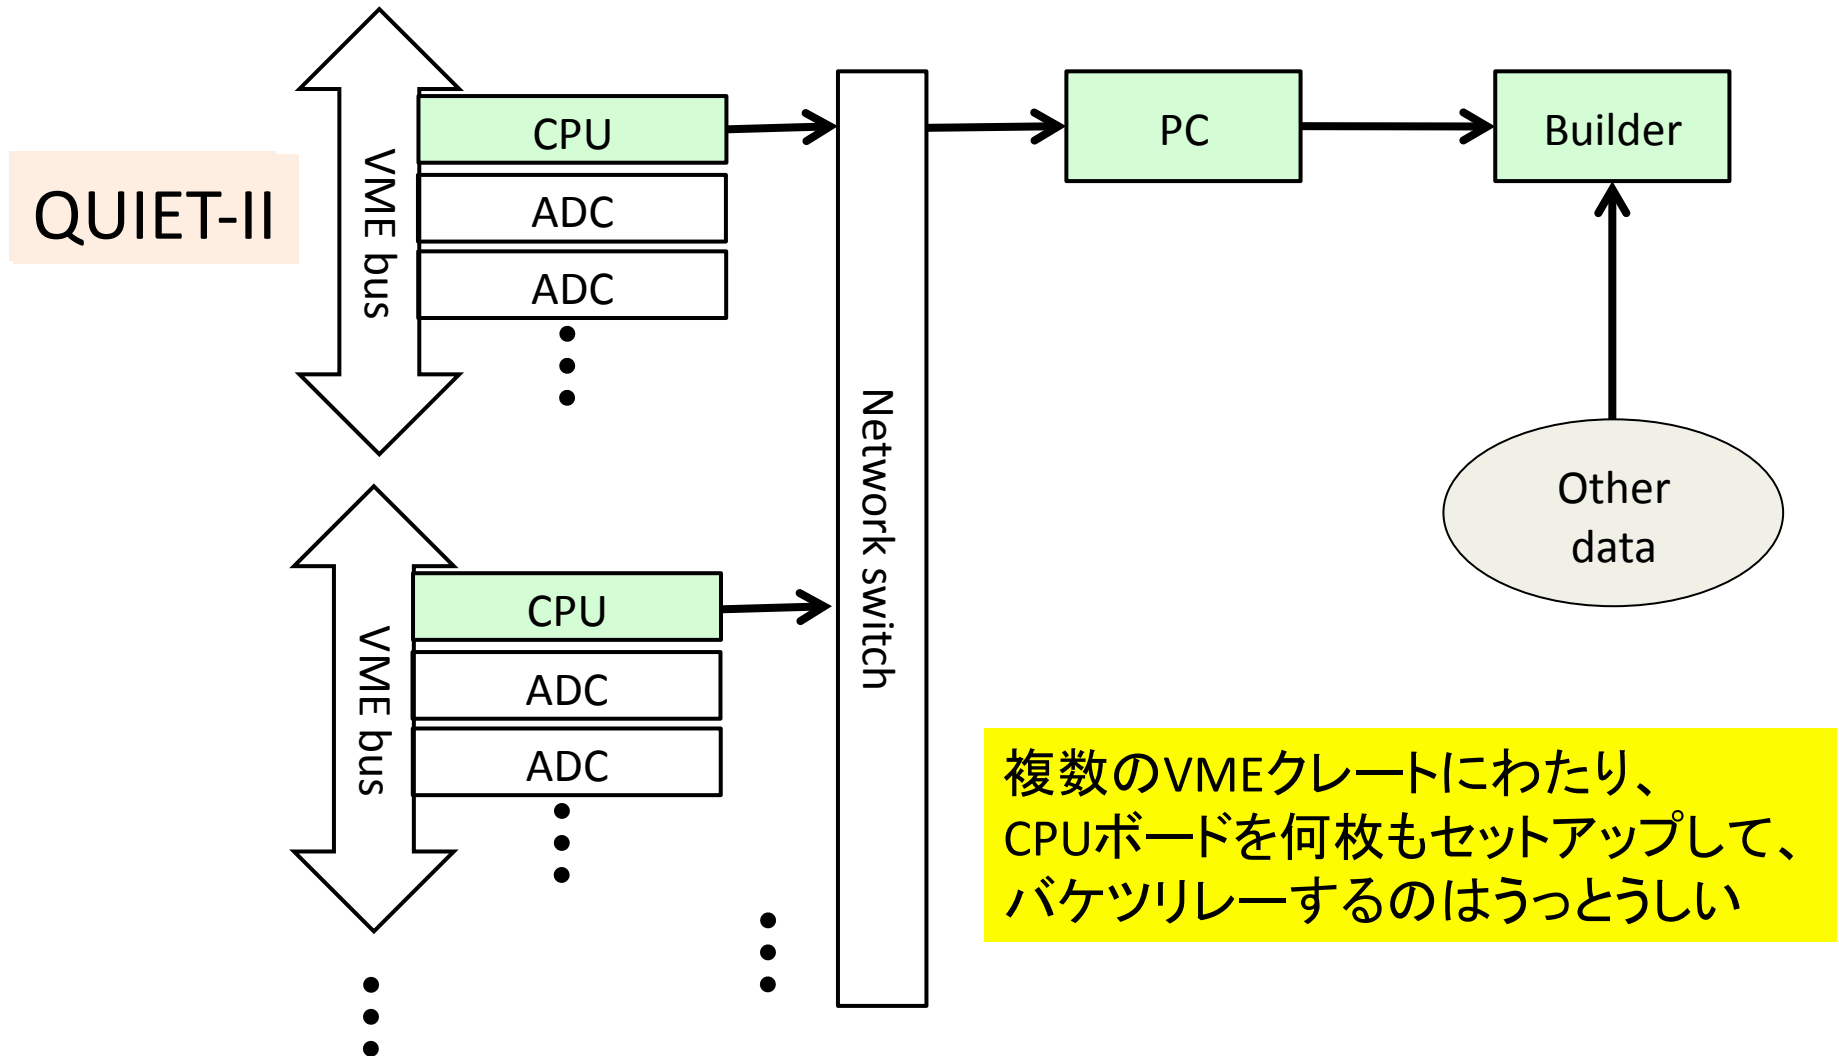 QUIET-II
VME bus
CPU
ADC
ADC
VME bus
CPU
ADC
ADC
Network switch
PC
Builder
Other
data
複数のVMEクレートにわたり、
CPUボードを何枚もセットアップして、
バケツリレーするのはうっとうしい